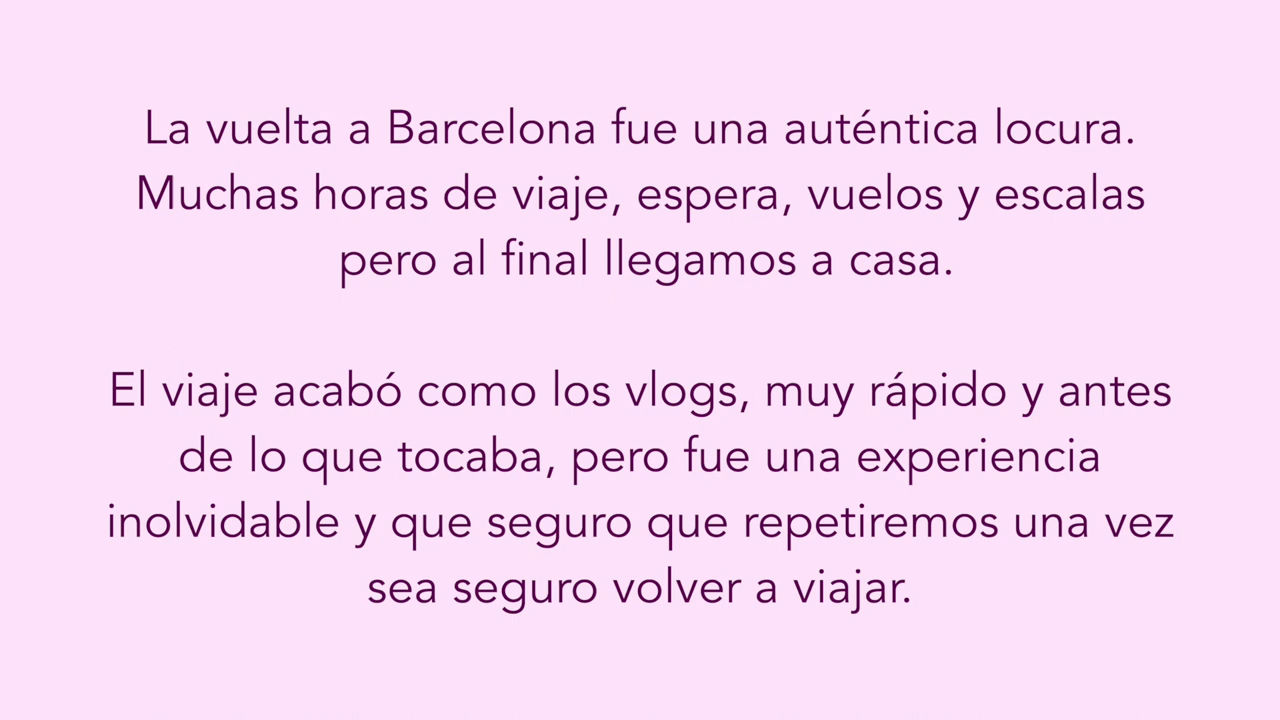 La vuelta a Barcelona fue una auténtica locura.
Muchas horas de viaje, espera, vuelos y escalas
pero al final llegamos a casa.
El viaje acabó como los vlogs, muy rápido y antes
de lo que tocaba, pero fue una experiencia
inolvidable y que seguro que repetiremos una vez
sea seguro volver a viajar.